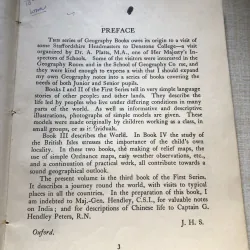 PREFACE
Two series of Geography Books owe its origin to a visit of
some Staffordshire Headmasters to Denstone College—a visit
organized by Dr. A. Platts, M.A., one of Her Majesty's In-
spectors of Schools. Some of the visitors were interested in the
Geography Room and in the School of Geography Co no, and
they were kind enough to express a wish that I should expand
my own Geography notes into a series of books covering the
needs of both Junior and Senior pupils.
Books I and II of the First Series tell in very simple language
stories of other peoples and other lands. They describe the
life led by peoples who live under differing conditions in many
parts of the world. As well as informative and descriptive
illustrations, photographs of simple models are given. These
models were made originally by children working as a class, in
small groups, or as individuals.
Book III describes the World. In Book IV the study of
the British Isles stresses the importance of the child's own
locality. In these two books, the making of relief maps, the
use of simple Ordnance maps, easy weather observations, etc.,
and a continuation of practical work, all contribute towards a
sound geographical outlook.
The present volume is the third book of the First Series.
It describes a journey round the world, with visits to typical
places in all the countries. In the preparation of this book, I
am indebted to Maj.-Gen. Hendley, C.S.I., for valuable notes
on India; and for descriptions of Chinese life to Captain G.
Hendley Peters, R.N.
J. H. S.
Oxford.
3